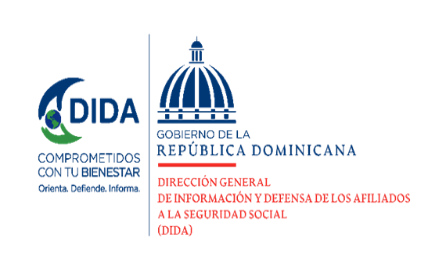 DIDA
COMPROMETIDOS
CON TU BIENESTAR
Orienta. Defiende. Informa.
GOBIERNO DE LA
REPÚBLICA DOMINICANA
DIRECCIÓN GENERAL
DE INFORMACIÓN Y DEFENSA DE LOS AFILIADOS
A LA SEGURIDAD SOCIAL
(DIDA)